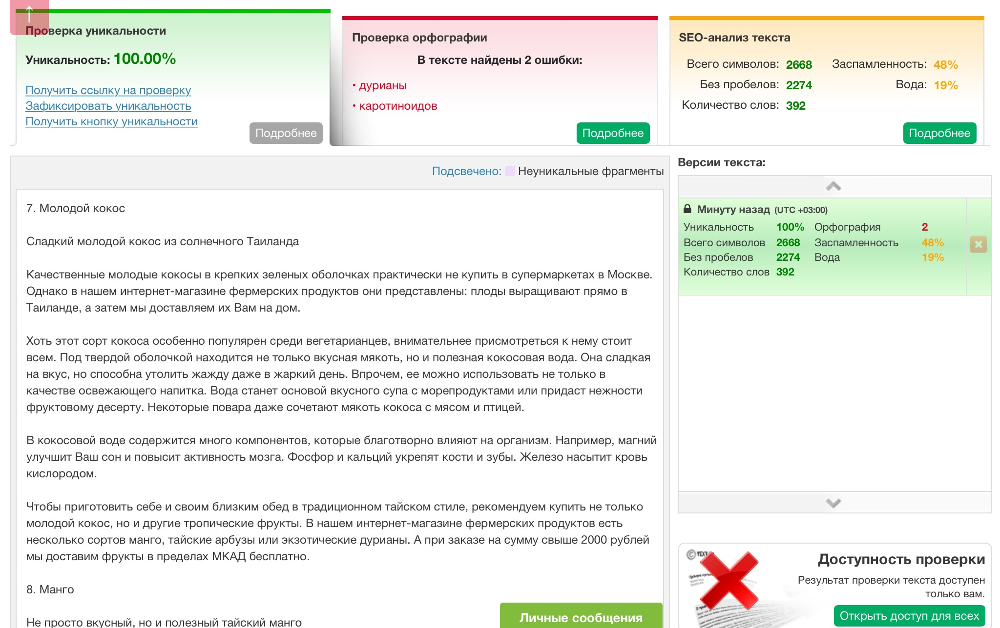 Проверка уникальности
Уникальность: 100.00%
Получить ссылку на проверку
Зафиксировать уникальность
Получить кнопку уникальности
Подробнее
Проверка орфографии
В тексте найдены 2 ошибки:
• дурианы
• каротиноидов
Подробнее
SEO-анализ текста
Всего символов: 2668 Заспамленность: 48%
Без пробелов: 2274 Вода: 19%
Количество слов: 392
Подробнее
Подсвечено: Неуникальные фрагменты
7. Молодой кокос
Сладкий молодой кокос из солнечного Таиланда
Качественные молодые кокосы в крепких зеленых оболочках практически не купить в супермаркетах в Москве.
Однако в нашем интернет-магазине фермерских продуктов они представлены: плоды выращивают прямо в
Таиланде, а затем мы доставляем их Вам на дом.
Хоть этот сорт кокоса особенно популярен среди вегетарианцев, внимательнее присмотреться к нему стоит
всем. Под твердой оболочкой находится не только вкусная мякоть, но и полезная кокосовая вода. Она сладкая
на вкус, но способна утолить жажду даже в жаркий день. Впрочем, ее можно использовать не только в
качестве освежающего напитка. Вода станет основой вкусного супа с морепродуктами или придаст нежности
фруктовому десерту. Некоторые повара даже сочетают мякоть кокоса с мясом и птицей.
В кокосовой воде содержится много компонентов, которые благотворно влияют на организм. Например, магний
улучшит Ваш сон и повысит активность мозга. Фосфор и кальций укрепят кости и зубы. Железо насытит кровь
кислородом.
Чтобы приготовить себе и своим близким обед в традиционном тайском стиле, рекомендуем купить не только
молодой кокос, но и другие тропические фрукты. В нашем интернет-магазине фермерских продуктов есть
несколько сортов манго, тайские арбузы или экзотические дурианы. А при заказе на сумму свыше 2000 рублей
мы доставим фрукты в пределах МКАД бесплатно.
8. Манго
Не просто вкусный, но и полезный тайский манго
Личные сообщения
Версии текста:
Минуту назад (UTC +03:00)
Уникальность 100% Орфография 2
Всего символов 2668 Заспамленность 48%
Без пробелов 2274 Вода 19%
Количество слов 392
Доступность проверки
Результат проверки текста доступен
только вам.
Открыть доступ для всех